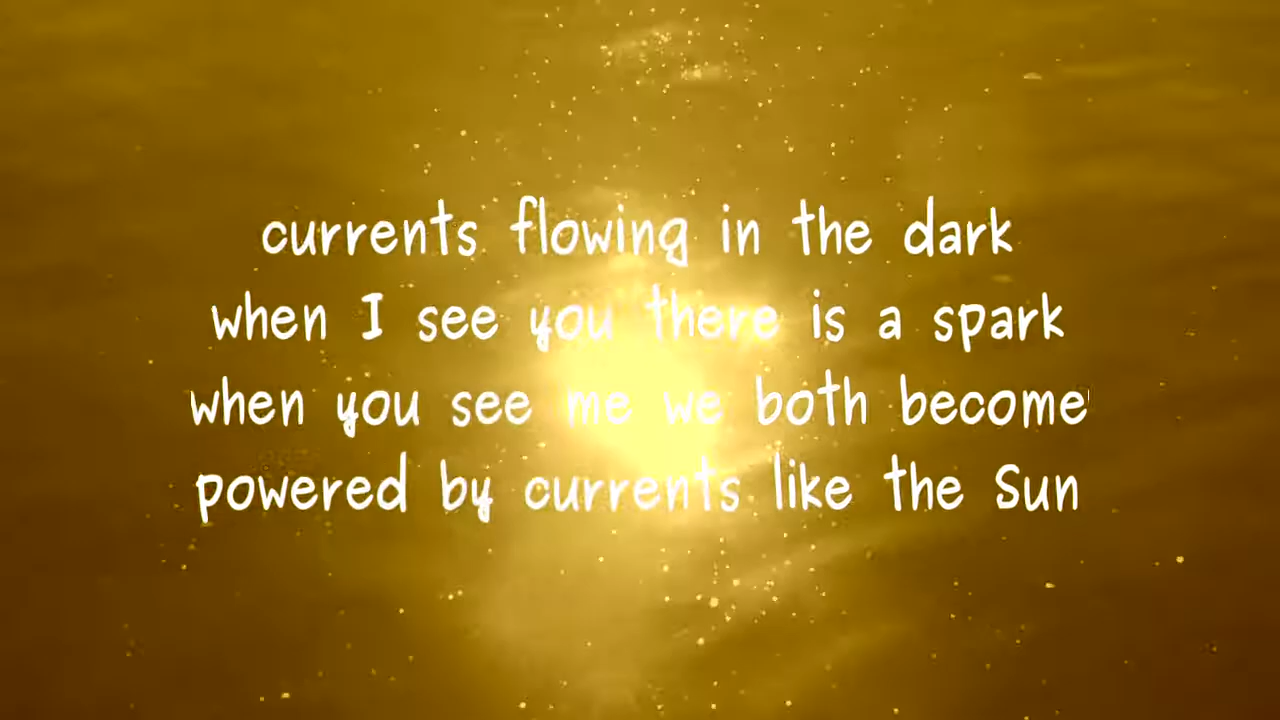 currents flowing in the dark
when I see you there is a spark
when you see me we both become
powered by currents like the Sun